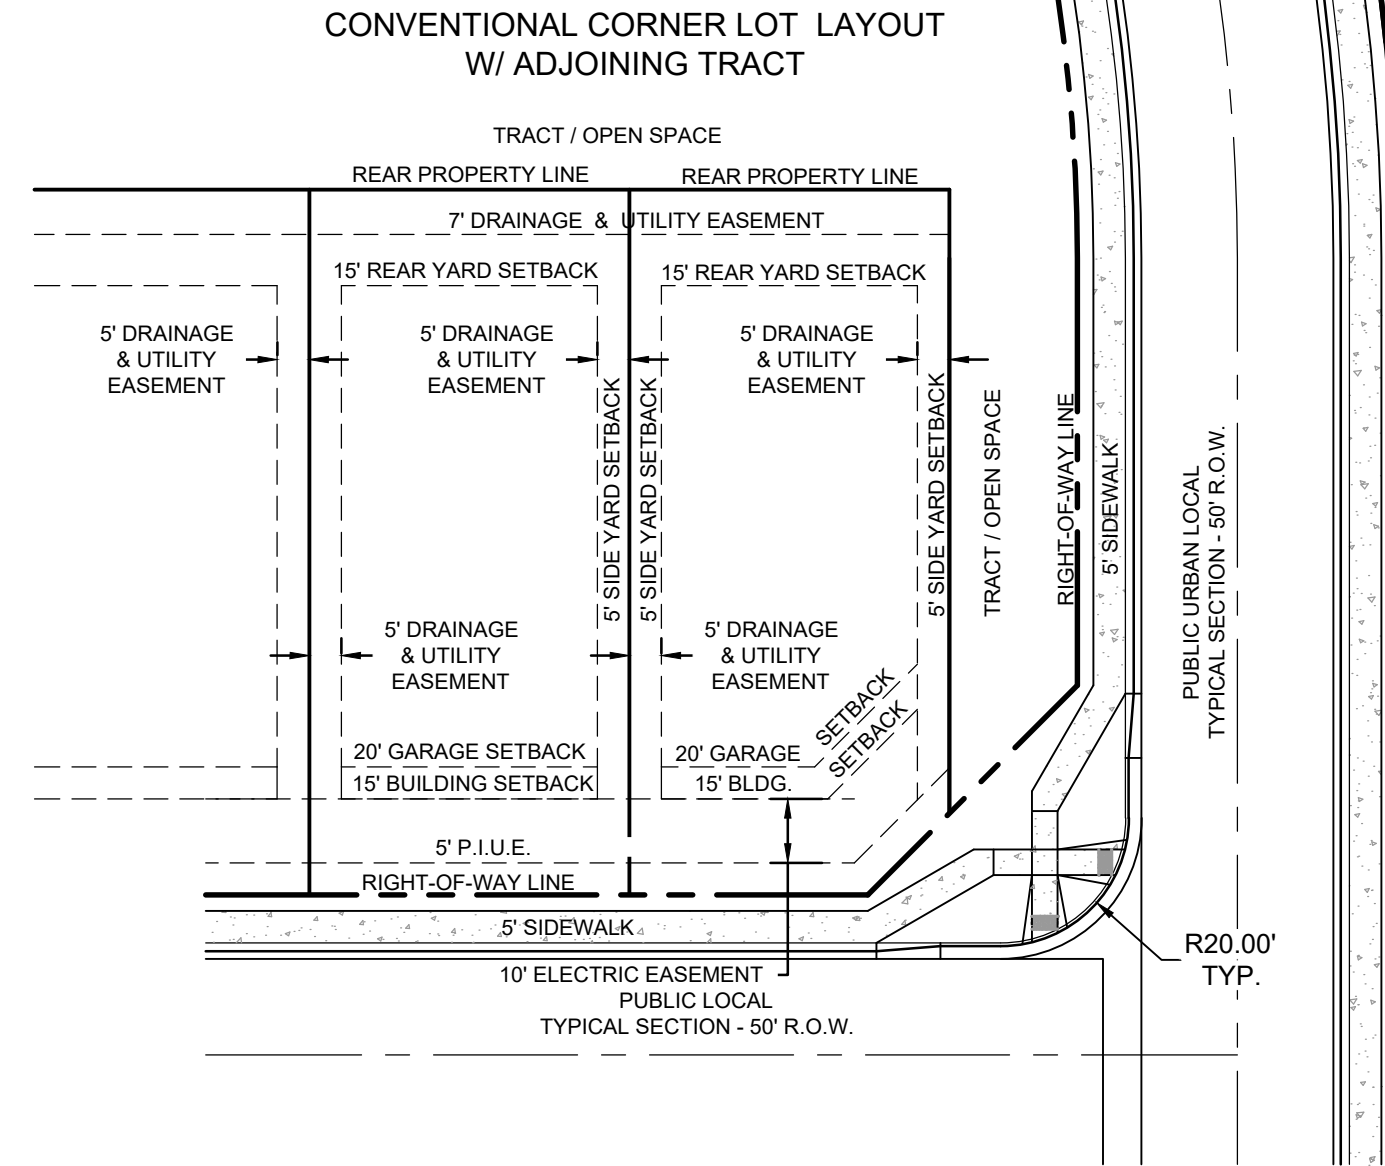 CONVENTIONAL CORNER LOT LAYOUT
W/ ADJOINING TRACT
TRACT / OPEN SPACE
REAR PROPERTY LINE
REAR PROPERTY LINE
7' DRAINAGE & UTILITY EASEMENT
15' REAR YARD SETBACK
15' REAR YARD SETBACK
5' DRAINAGE
& UTILITY
EASEMENT
5' DRAINAGE
& UTILITY
EASEMENT
5' DRAINAGE
& UTILITY
EASEMENT
5' SIDE YARD SETBACK
5' SIDE YARD SETBACK
5' SIDE YARD SETBACK
TRACT / OPEN SPACE
RIGHT-OF-WAY LINE
5' SIDEWALK
PUBLIC URBAN LOCAL
TYPICAL SECTION - 50' R.O.W.
5' DRAINAGE
& UTILITY
EASEMENT
5' DRAINAGE
& UTILITY
EASEMENT
SETBACK
SETBACK
20' GARAGE SETBACK
20' GARAGE
15' BUILDING SETBACK
15' BLDG.
5' P.I.U.E.
RIGHT-OF-WAY LINE
5' SIDEWALK
R20.00'
TYP.
10' ELECTRIC EASEMENT
PUBLIC LOCAL
TYPICAL SECTION - 50' R.O.W.